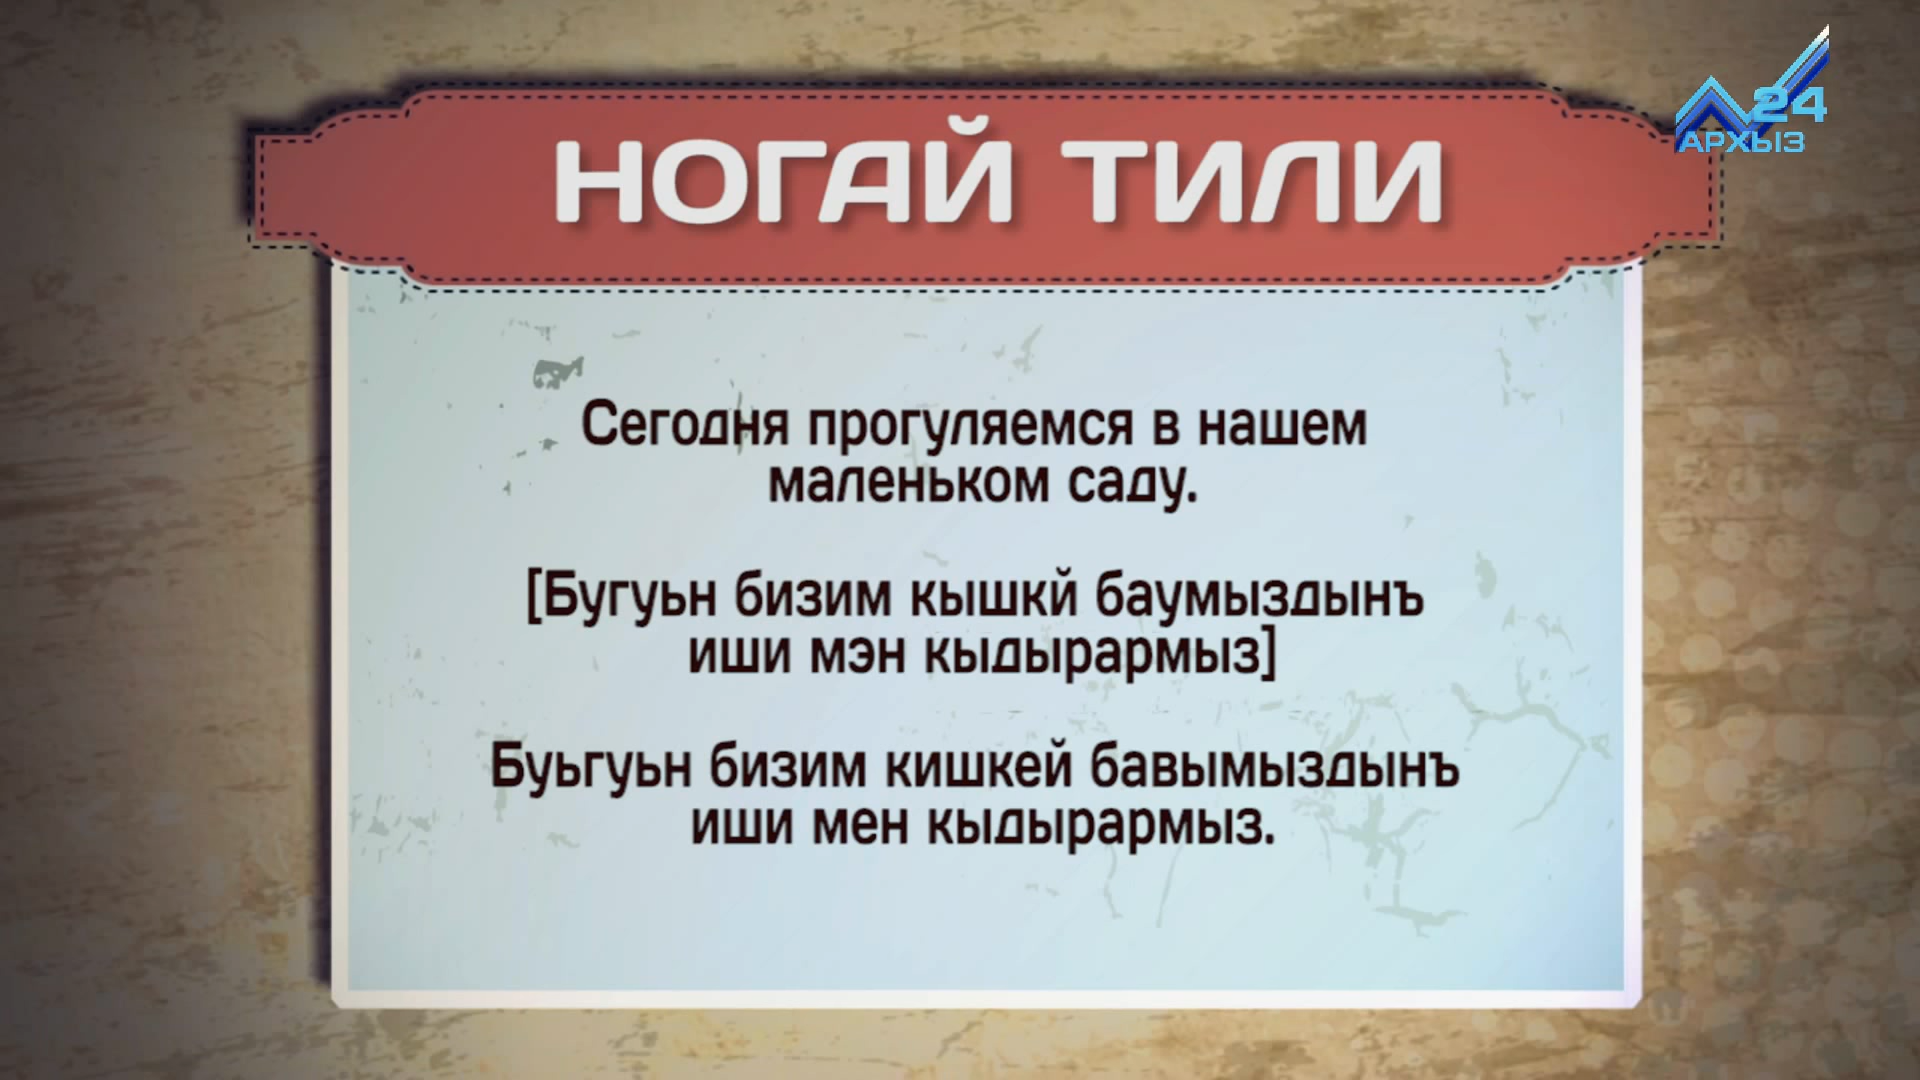 24
АРХЫЗ
НОГАЙ ТИЛИ
Сегодня прогуляемся в нашем
маленьком саду.
[Бугуьн бизим кышкй баумыздынъ
иши мэн кыдырармыз]
Буьгуьн бизим кишкей бавымыздынъ
иши мен кыдырармыз.